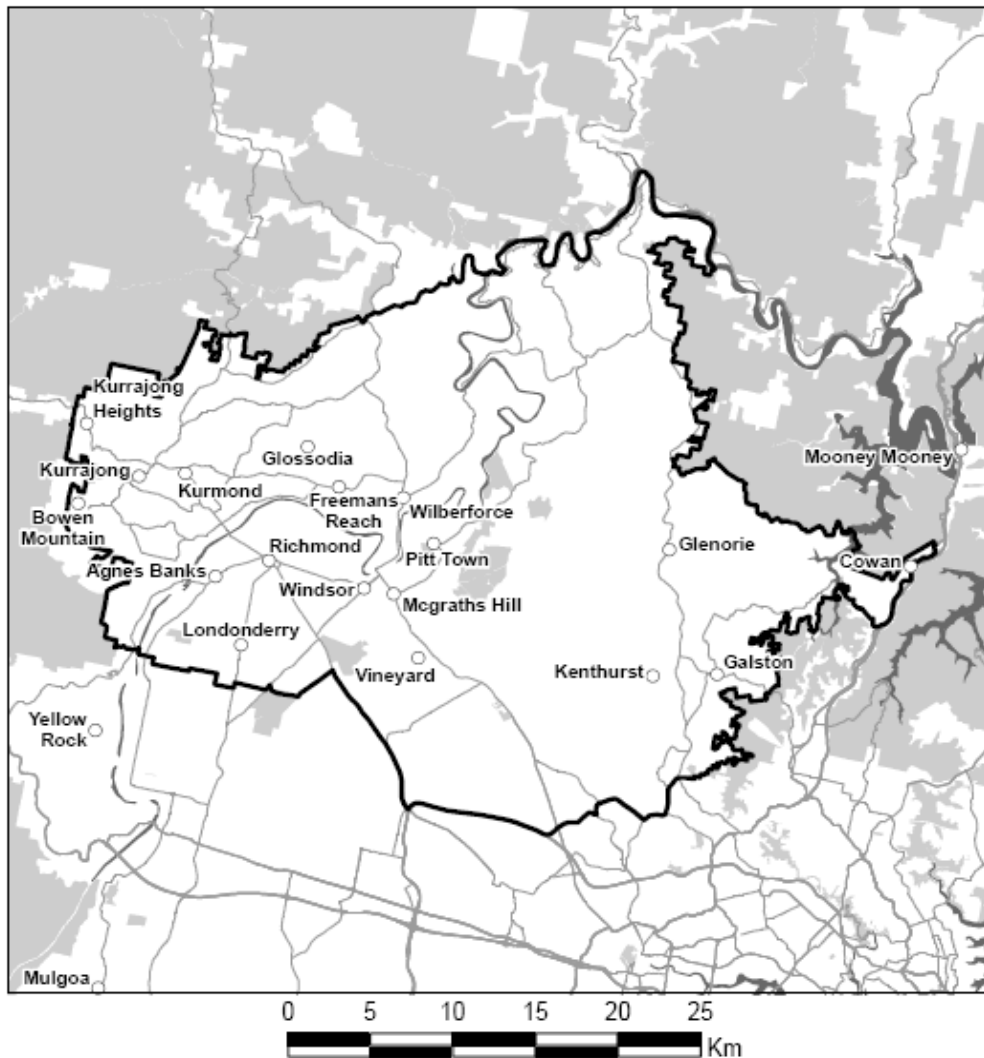 Kurrajong
Heights
Glossodia
Mooney Mooney
Kurrajong
Kurmond
Freemans
Reach
Wilberforce
Bowen
Mountain
Richmond
Pitt Town
Glenorie
Cowan
Agnes Banks
Windsor
Mcgraths Hill
Londonderry
Vineyard
Kenthurst
Galston
Yellow
Rock
Mulgoa
0 5 10 15 20 25
Km